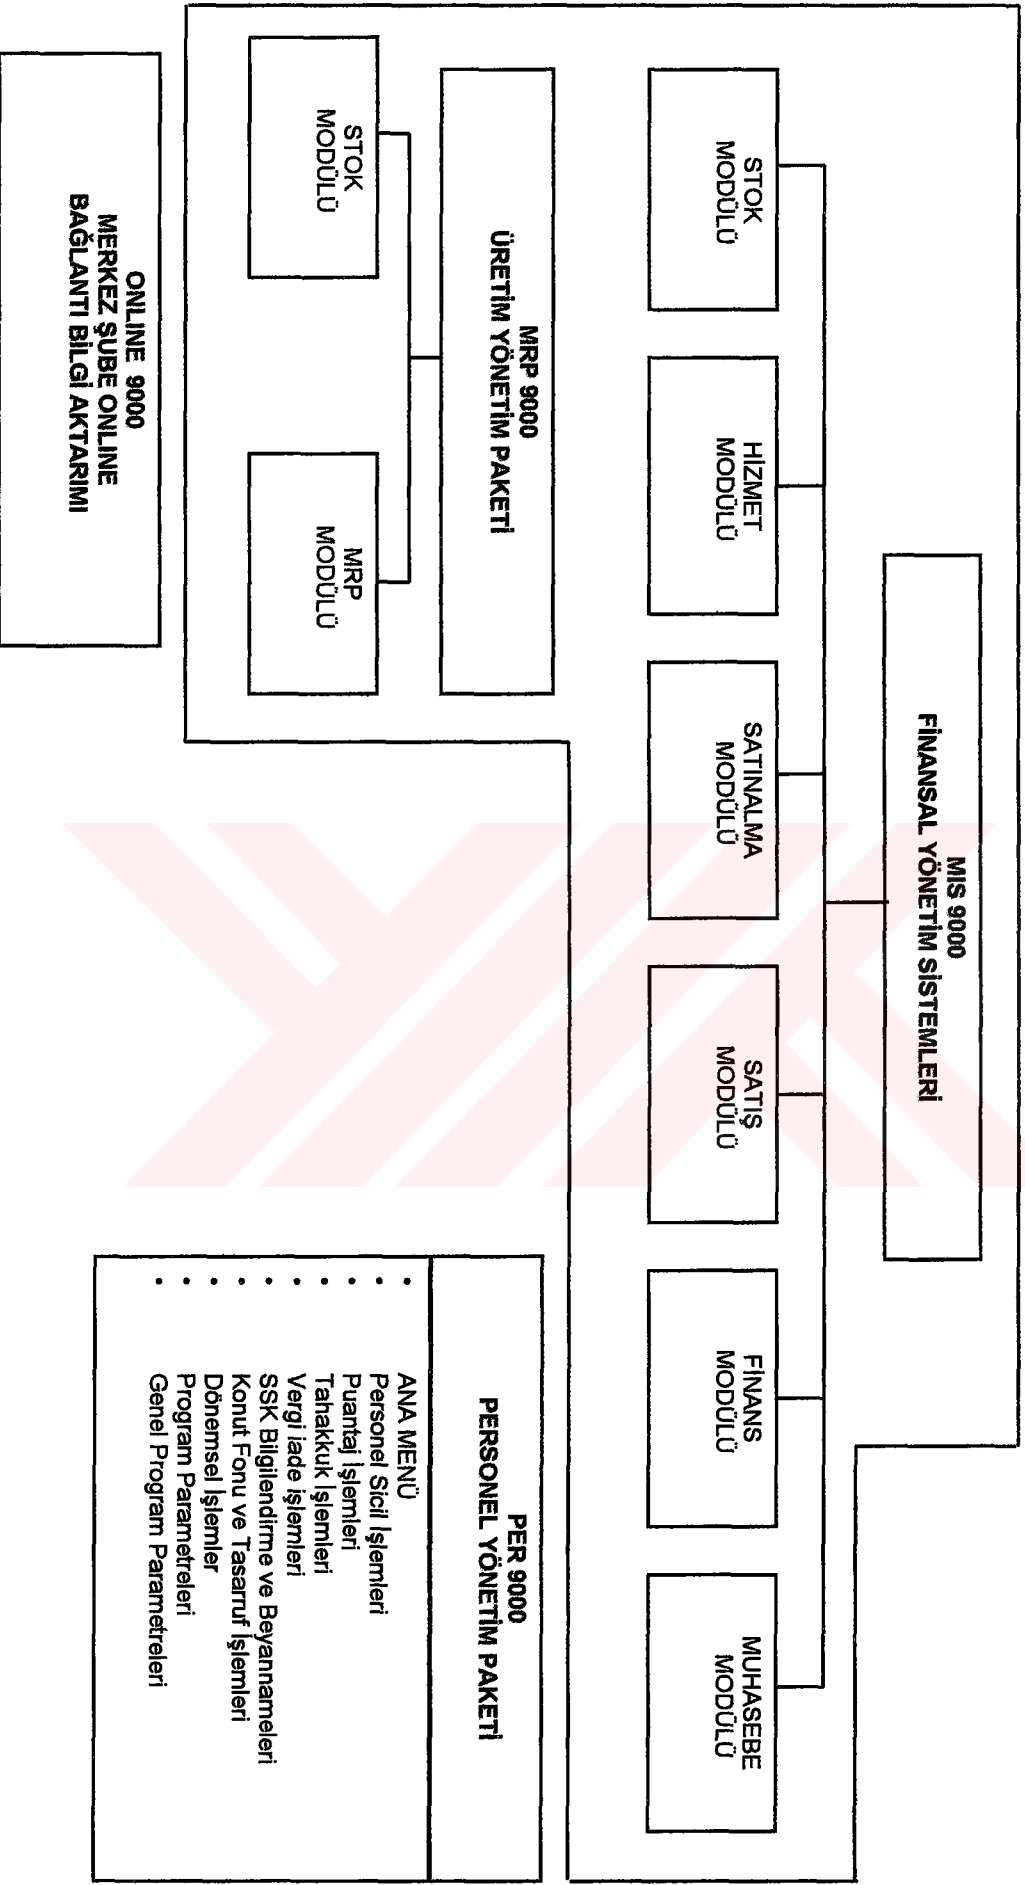 MIS 9000
FİNANSAL YÖNETİM SİSTEMLERİ
STOK
MODÜLÜ
HİZMET
MODÜLÜ
SATINALMA
MODÜLÜ
SATIŞ
MODÜLÜ
FİNANS
MODÜLÜ
MUHASEBE
MODÜLÜ
MRP 9000
ÜRETİM YÖNETİM PAKETİ
STOK
MODÜLÜ
MRP
MODÜLÜ
PER 9000
PERSONEL YÖNETİM PAKETİ
• ANA MENÜ
• Personel Sicil İşlemleri
• Puantaj İşlemleri
• Tahakkuk İşlemleri
• Vergi iade işlemleri
• SSK Bilgilendirme ve Beyannameleri
• Konut Fonu ve Tasarruf İşlemleri
• Dönemsel İşlemler
• Program Parametreleri
• Genel Program Parametreleri
ONLINE 9000
MERKEZ ŞUBE ONLINE
BAĞLANTI BİLGİ AKTARIMI